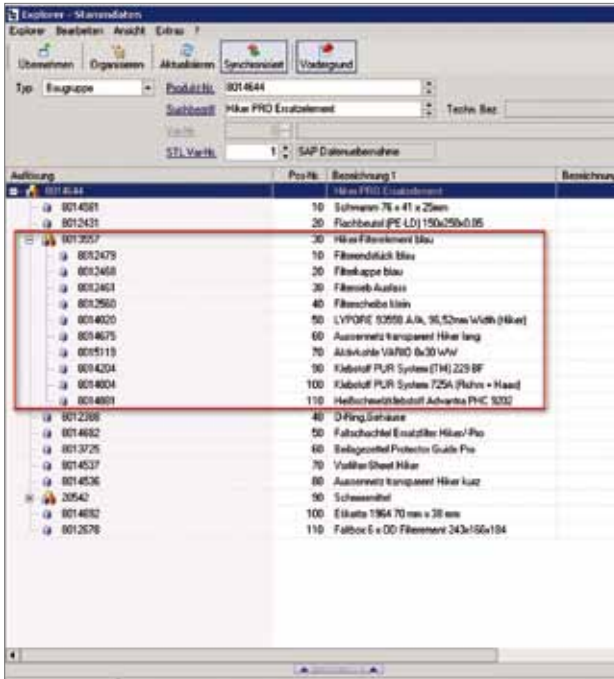 Explorer - Stammdaten
Explorer Bearbeiten Ansicht Extras ?
Übernehmen Organisieren Aktualisieren Synchronisiert Vordergrund
Typ Baugruppe Produkt-Nr. 8014644
Suchbegriff Hiker PRO Ersatzelement Techn. Bez.
Var-Nr.
STL Var-Nr. 1 SAP Datenuebernahme
Auflösung Pos-Nr. Bezeichnung 1 Bezeichnung
8014644 Hiker PRO Ersatzelement
8014581 10 Schwamm 76 x 41 x 25mm
8012431 20 Flachbeutel (PE-LD) 150x250x0.05
8013557 30 Hiker Filterelement blau
8012479 10 Filterendstück blau
8012468 20 Filterkappe blau
8012461 30 Filtersieb Auslass
8012560 40 Filterscheibe klein
8014020 50 LYPORE 9355B A/A, 96,52mm Width (Hiker)
8014675 60 Aussennetz transparent Hiker lang
8015119 70 Aktivkohle VARIO 8x30 WW
8014204 90 Klebstoff PUR System (TM) 229 BF
8014804 100 Klebstoff PUR System 725A (Rohm + Haas)
8014881 110 Heißschmelzklebstoff Advantra PHC 9202
8012388 40 O-Ring, Gehäuse
8014682 50 Faltschachtel Ersatzfilter Hiker/-Pro
8013725 60 Beilagezettel Protector Guide Pro
8014537 70 Vorfilter-Sheet Hiker
8014536 80 Aussennetz transparent Hiker kurz
20542 90 Schmiermittel
8014692 100 Etikette 1964 70 mm x 38 mm
8012678 110 Faltbox 6 x DD Filterelement 243x166x184